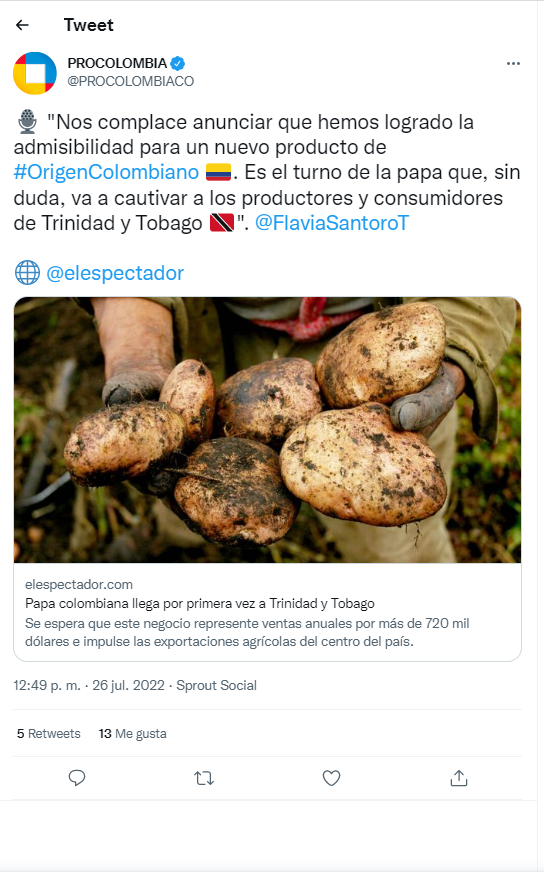 Tweet
PROCOLOMBIA
@PROCOLOMBIACO
"Nos complace anunciar que hemos logrado la
admisibilidad para un nuevo producto de
#OrigenColombiano 🇨🇴. Es el turno de la papa que, sin
duda, va a cautivar a los productores y consumidores
de Trinidad y Tobago 🇹🇹". @FlaviaSantoroT
@elespectador
elespectador.com
Papa colombiana llega por primera vez a Trinidad y Tobago
Se espera que este negocio represente ventas anuales por más de 720 mil
dólares e impulse las exportaciones agrícolas del centro del país.
12:49 p. m. · 26 jul. 2022 · Sprout Social
5 Retweets 13 Me gusta